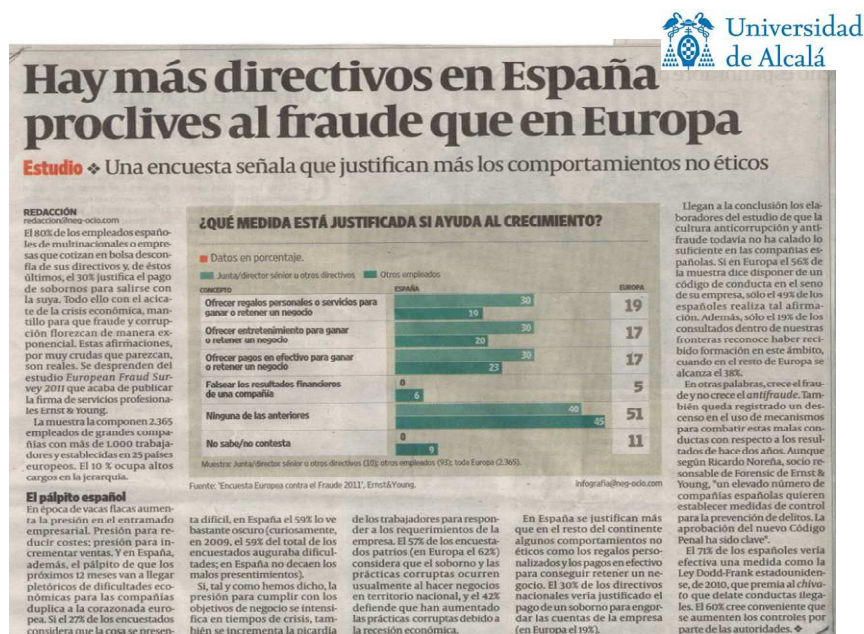 Universidad
de Alcalá
Hay más directivos en España
proclives al fraude que en Europa
Estudio ❖ Una encuesta señala que justifican más los comportamientos no éticos
REDACCIÓN
redaccion@neg-ocio.com
El 80% de los empleados españo-
les de multinacionales o empre-
sas que cotizan en bolsa descon-
fía de sus directivos y, de éstos
últimos, el 30% justifica el pago
de sobornos para salirse con
la suya. Todo ello con el acica-
te de la crisis económica, man-
tillo para que fraude y corrup-
ción florezcan de manera ex-
ponencial. Estas afirmaciones,
por muy crudas que parezcan,
son reales. Se desprenden del
estudio European Fraud Sur-
vey 2011 que acaba de publicar
la firma de servicios profesiona-
les Ernst & Young.
La muestra la componen 2.365
empleados de grandes compa-
ñías con más de 1.000 trabaja-
dores y establecidas en 25 países
europeos. El 10 % ocupa altos
cargos en la jerarquía.
El pálpito español
En época de vacas flacas aumen-
ta la presión en el entramado
empresarial. Presión para re-
ducir costes; presión para in-
crementar ventas. Y en España,
además, el pálpito de que los
próximos 12 meses van a llegar
pletóricos de dificultades eco-
nómicas para las compañías
duplica a la corazonada euro-
pea. Si el 27% de los encuestados
considera que la cosa se presen-
¿QUÉ MEDIDA ESTÁ JUSTIFICADA SI AYUDA AL CRECIMIENTO?
Datos en porcentaje.
Junta/director sénior u otros directivos Otros empleados
CONCEPTO ESPAÑA EUROPA
Ofrecer regalos personales o servicios para
ganar o retener un negocio
30
19
19
Ofrecer entretenimiento para ganar
o retener un negocio
30
20
17
Ofrecer pagos en efectivo para ganar
o retener un negocio
30
23
17
Falsear los resultados financieros
de una compañía
0
6
5
Ninguna de las anteriores
40
45
51
No sabe/no contesta
0
9
11
Muestra: Junta/director sénior u otros directivos (10); otros empleados (93); toda Europa (2.365).
Fuente: 'Encuesta Europea contra el Fraude 2011', Ernst&Young.
infografia@neg-ocio.com
ta difícil, en España el 59% lo ve
bastante oscuro (curiosamente,
en 2009, el 59% del total de los
encuestados auguraba dificul-
tades; en España no decaen los
malos presentimientos).
Si, tal y como hemos dicho, la
presión para cumplir con los
objetivos de negocio se intensi-
fica en tiempos de crisis, tam-
bién se incrementa la picardía
de los trabajadores para respon-
der a los requerimientos de la
empresa. El 57% de los encuesta-
dos patrios (en Europa el 62%)
considera que el soborno y las
prácticas corruptas ocurren
usualmente al hacer negocios
en territorio nacional, y el 42%
defiende que han aumentado
las prácticas corruptas debido a
la recesión económica.
En España se justifican más
que en el resto del continente
algunos comportamientos no
éticos como los regalos perso-
nalizados y los pagos en efectivo
para conseguir retener un ne-
gocio. El 30% de los directivos
nacionales vería justificado el
pago de un soborno para engor-
dar las cuentas de la empresa
(en Europa el 19%).
Llegan a la conclusión los ela-
boradores del estudio de que la
cultura anticorrupción y anti-
fraude todavía no ha calado lo
suficiente en las compañías es-
pañolas. Si en Europa el 56% de
la muestra dice disponer de un
código de conducta en el seno
de su empresa, sólo el 49% de los
españoles realiza tal afirma-
ción. Además, sólo el 19% de los
consultados dentro de nuestras
fronteras reconoce haber reci-
bido formación en este ámbito,
cuando en el resto de Europa se
alcanza el 38%.
En otras palabras, crece el frau-
de y no crece el antifraude. Tam-
bién queda registrado un des-
censo en el uso de mecanismos
para combatir estas malas con-
ductas con respecto a los resul-
tados de hace dos años. Aunque
según Ricardo Noreña, socio re-
sponsable de Forensic de Ernst &
Young, "un elevado número de
compañías españolas quieren
establecer medidas de control
para la prevención de delitos. La
aprobación del nuevo Código
Penal ha sido clave".
El 71% de los españoles vería
efectiva una medida como la
Ley Dodd-Frank estadouniden-
se, de 2010, que premia al chiva-
to que delate conductas ilega-
les. El 60% cree conveniente que
se aumenten los controles por
parte de las autoridades. ❖